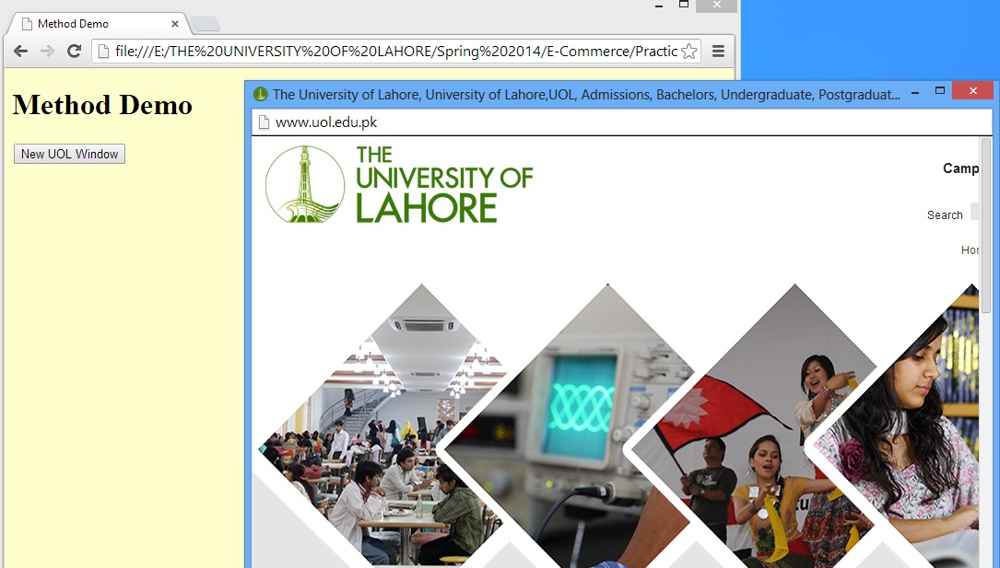 Method Demo
file:///E:/THE%20UNIVERSITY%20OF%20LAHORE/Spring%202014/E-Commerce/Practic
Method Demo
New UOL Window
The University of Lahore, University of Lahore,UOL, Admissions, Bachelors, Undergraduate, Postgraduat...
www.uol.edu.pk
THE
UNIVERSITY OF
LAHORE
Camp
Search
Hor